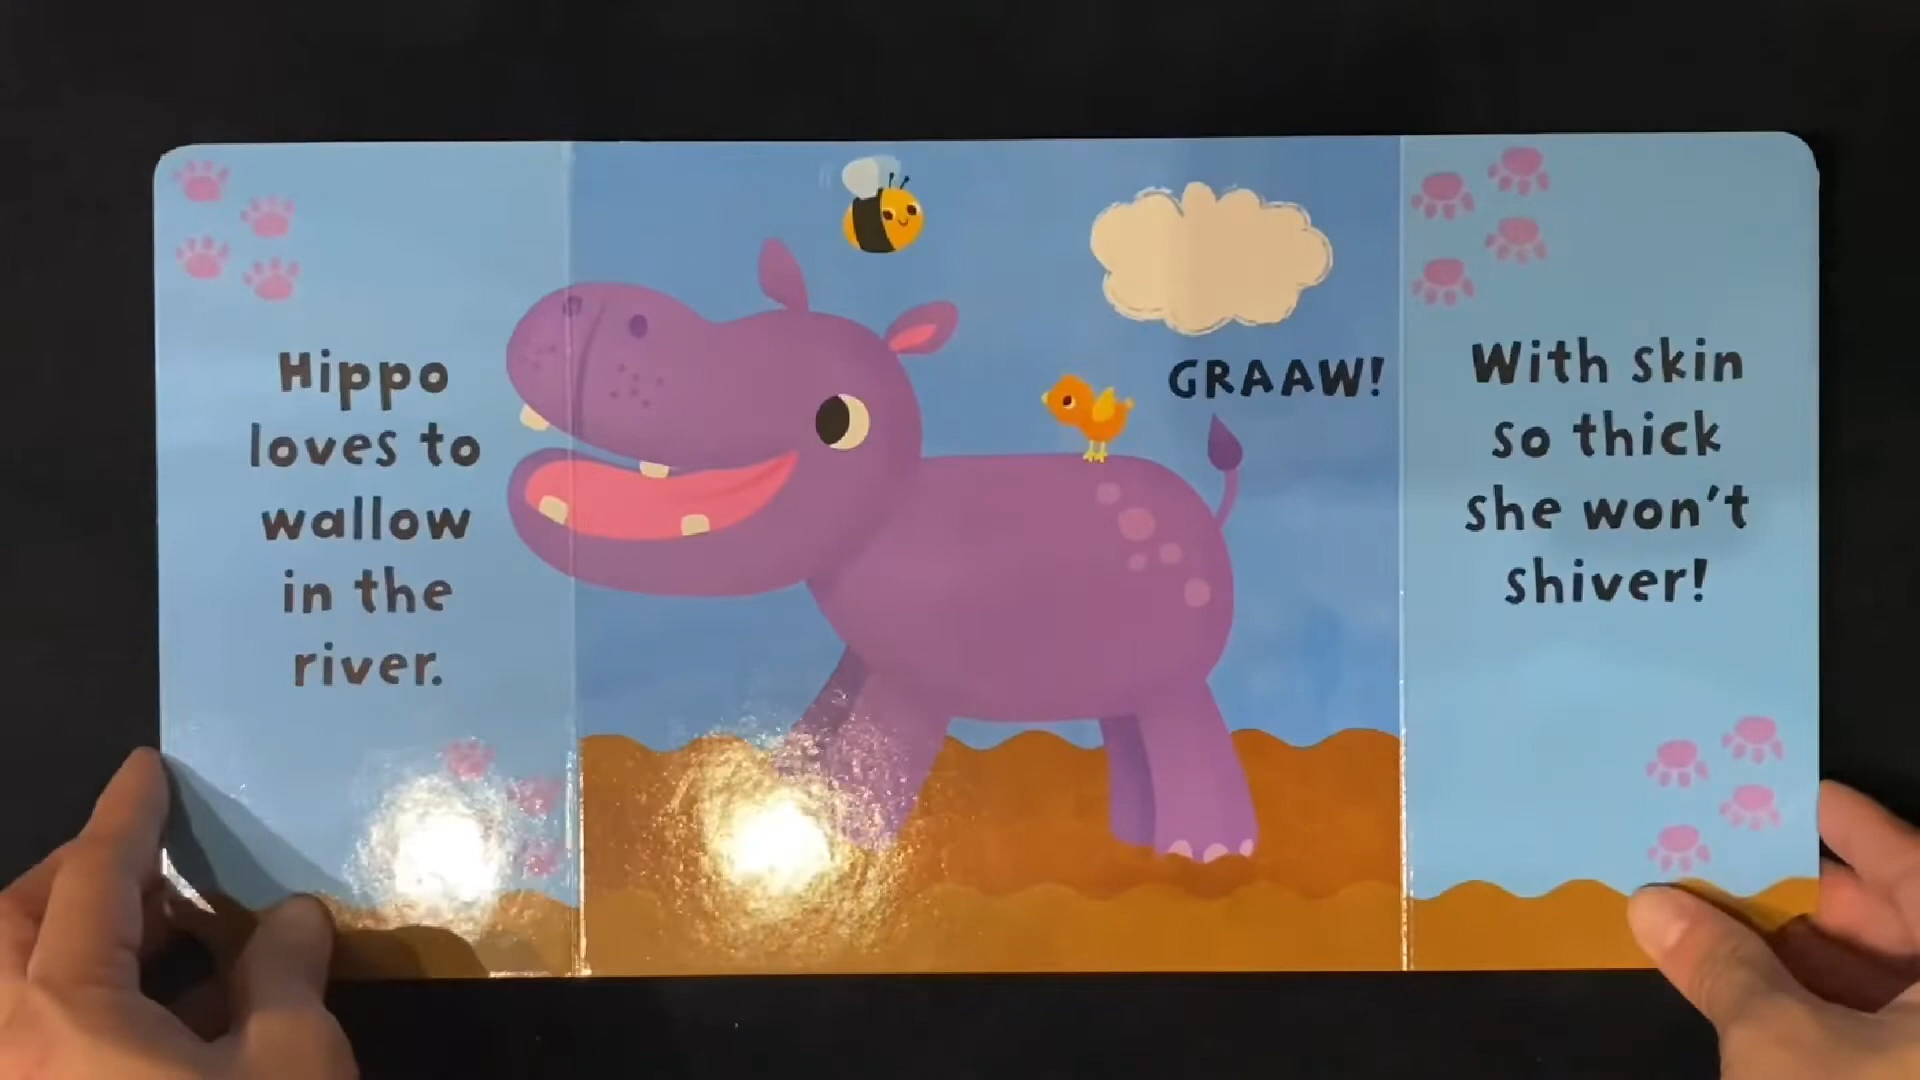 Hippo
loves to
wallow
in the
river.
GRAAW!
With skin
so thick
she won't
shiver!